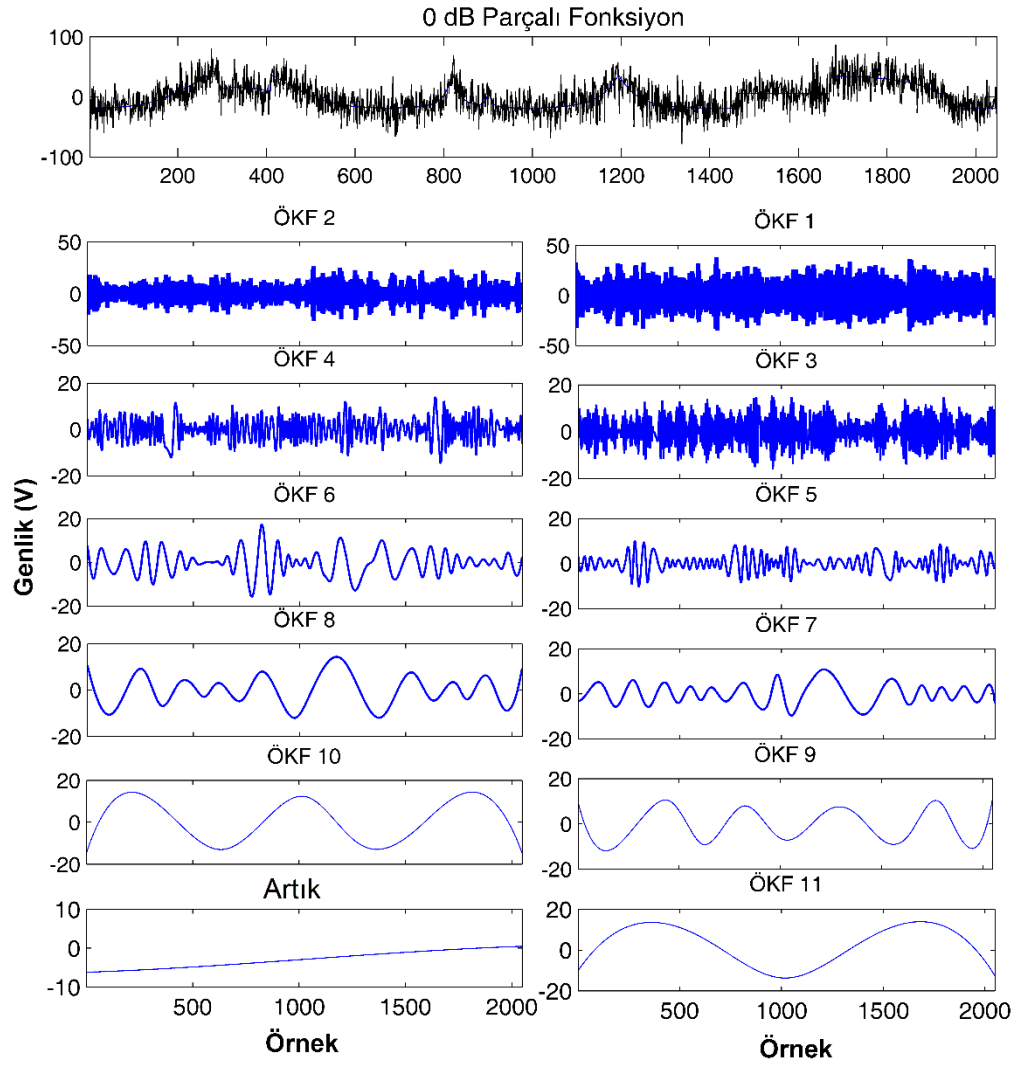 0 dB Parçalı Fonksiyon
100
0
-100
200 400 600 800 1000 1200 1400 1600 1800 2000
ÖKF 2 ÖKF 1
50 50
0 0
-50 -50
ÖKF 4 ÖKF 3
20 20
0 0
-20 -20
ÖKF 6 ÖKF 5
20 20
0 0
-20 -20
ÖKF 8 ÖKF 7
20 20
0 0
-20 -20
ÖKF 10 ÖKF 9
20 20
0 0
-20 -20
Artık ÖKF 11
10 20
0 0
-10 -20
500 1000 1500 2000 500 1000 1500 2000
Örnek Örnek
Genlik (V)